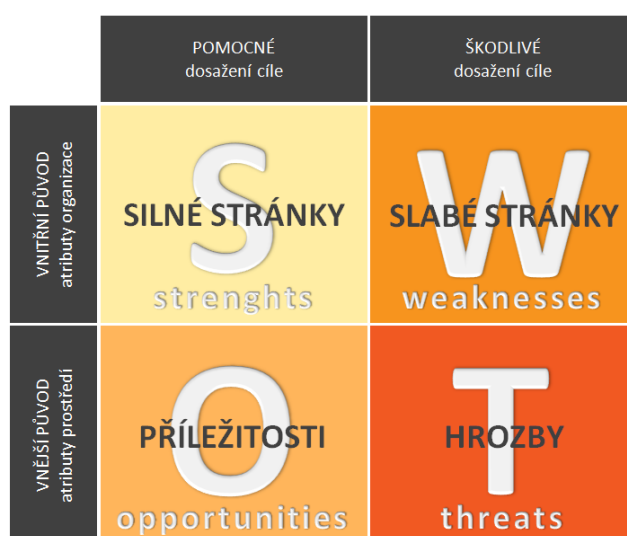 POMOCNÉ
dosažení cíle
ŠKODLIVÉ
dosažení cíle
VNITŘNÍ PŮVOD
atributy organizace
S
SILNÉ STRÁNKY
strenghts
W
SLABÉ STRÁNKY
weaknesses
VNĚJŠÍ PŮVOD
atributy prostředí
O
PŘÍLEŽITOSTI
opportunities
T
HROZBY
threats